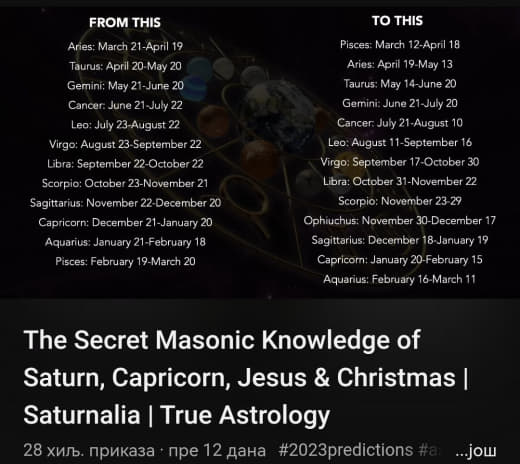 FROM THIS
Aries: March 21-April 19
Taurus: April 20-May 20
Gemini: May 21-June 20
Cancer: June 21-July 22
Leo: July 23-August 22
Virgo: August 23-September 22
Libra: September 22-October 22
Scorpio: October 23-November 21
Sagittarius: November 22-December 20
Capricorn: December 21-January 20
Aquarius: January 21-February 18
Pisces: February 19-March 20
TO THIS
Pisces: March 12-April 18
Aries: April 19-May 13
Taurus: May 14-June 20
Gemini: June 21-July 20
Cancer: July 21-August 10
Leo: August 11-September 16
Virgo: September 17-October 30
Libra: October 31-November 22
Scorpio: November 23-29
Ophiuchus: November 30-December 17
Sagittarius: December 18-January 19
Capricorn: January 20-February 15
Aquarius: February 16-March 11
The Secret Masonic Knowledge of
Saturn, Capricorn, Jesus & Christmas |
Saturnalia | True Astrology
28 хиљ. приказа · пре 12 дана #2023predictions #a ...још